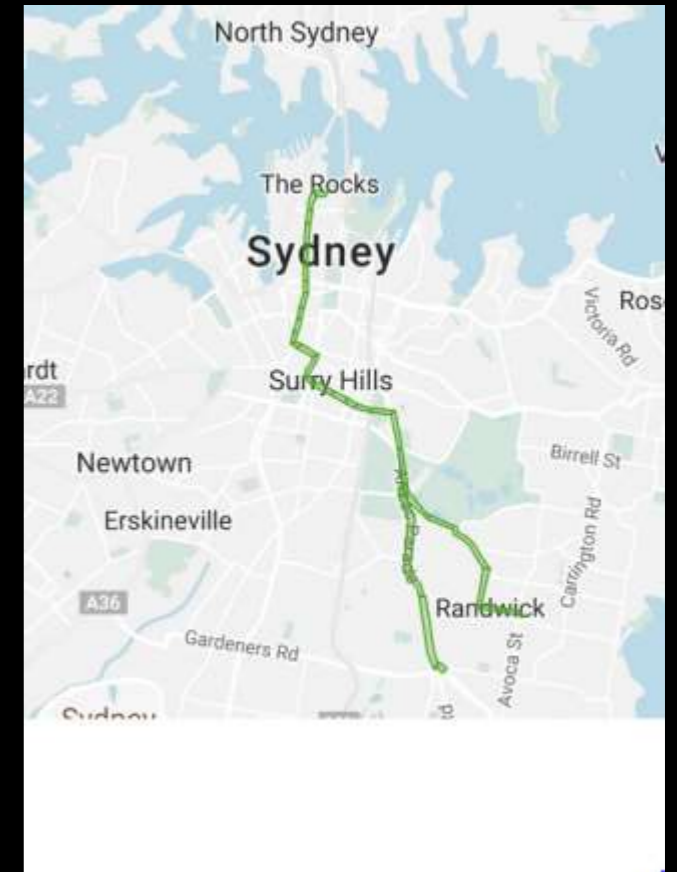 North Sydney
The Rocks
Sydney
Victoria Rd
Ros
rdt
A22
Surry Hills
Birrell St
Newtown
Erskineville
Carrington Rd
A36
Randwick
Gardeners Rd
Avoca St
Sydney